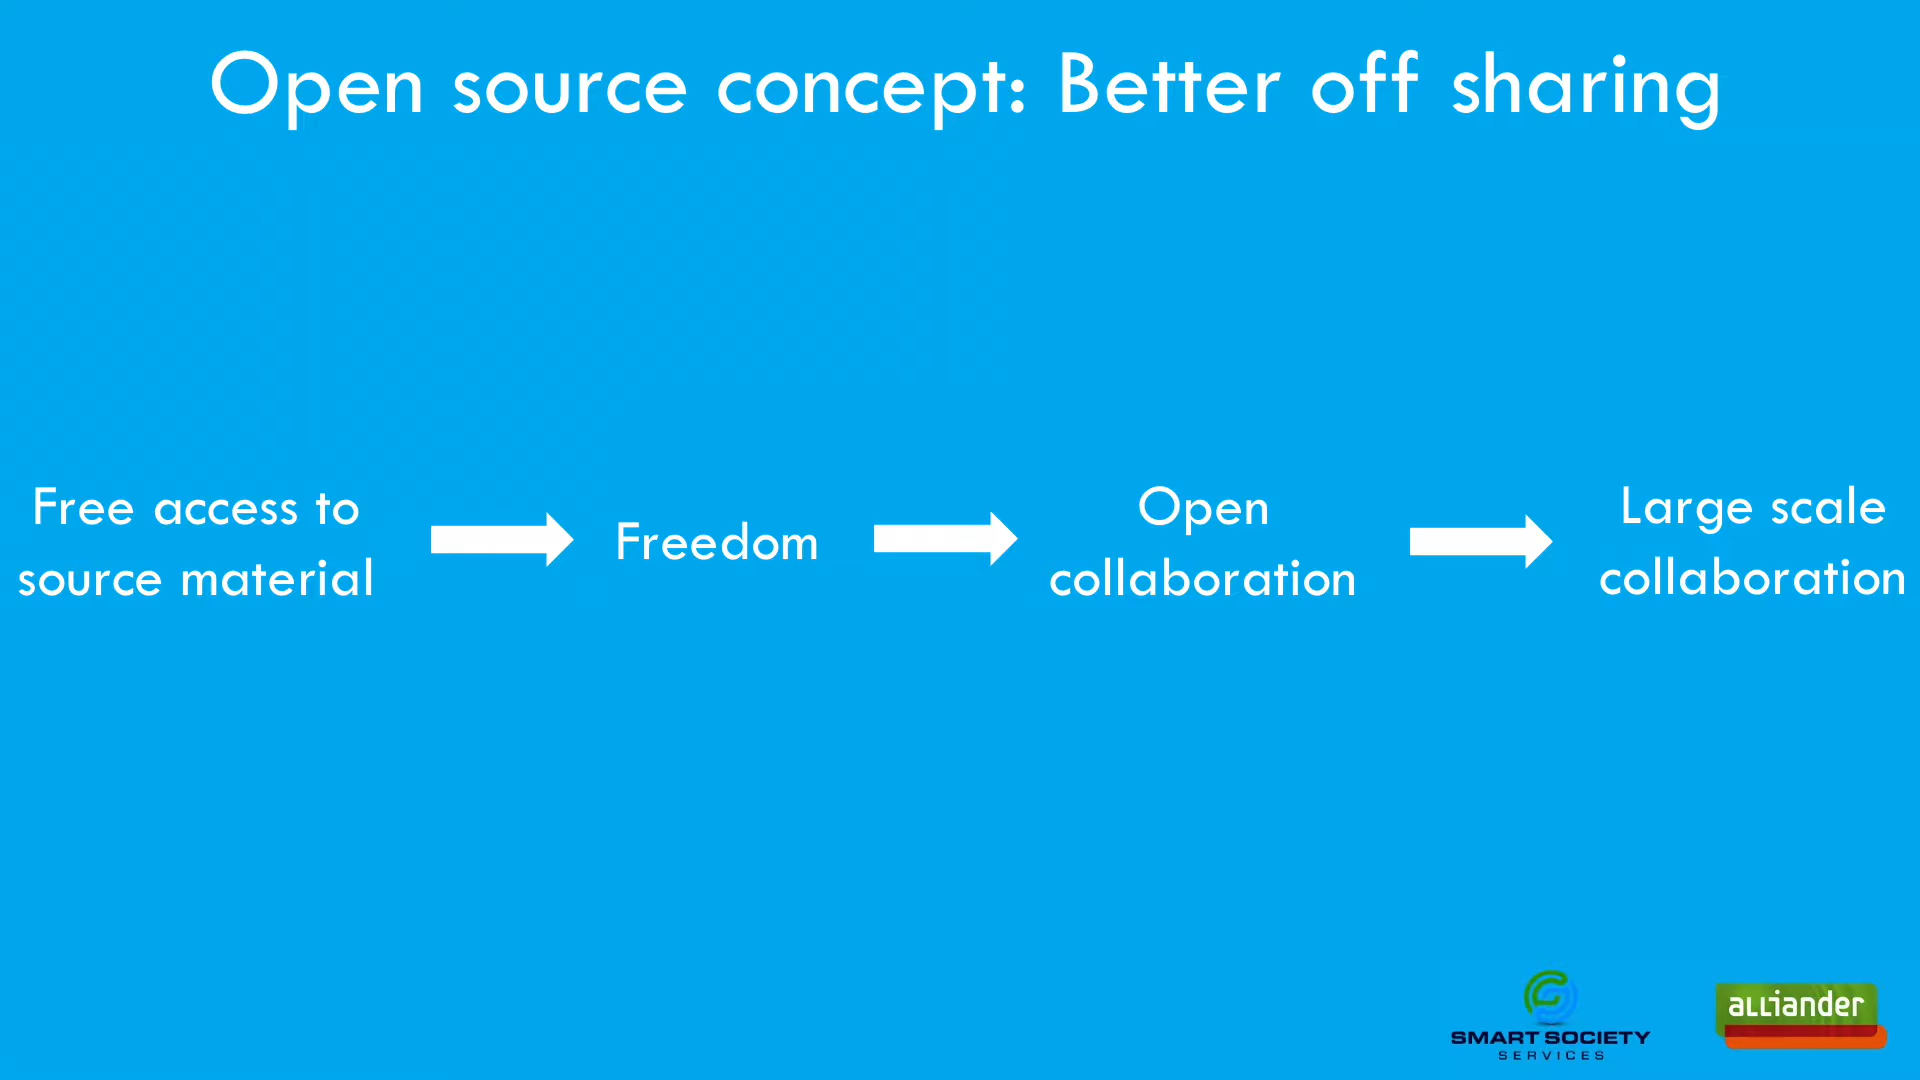 Open source concept: Better off sharing
Free access to
source material
Freedom
Open
collaboration
Large scale
collaboration
SMART SOCIETY
SERVICES
alliander